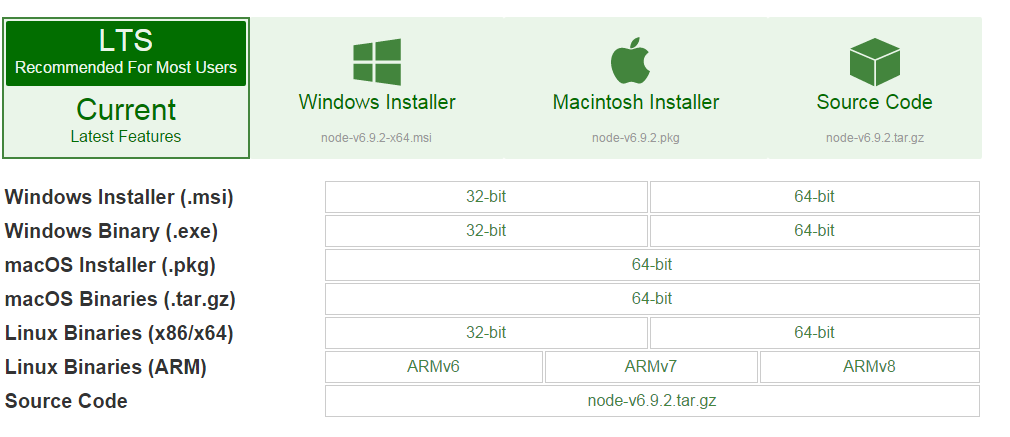 LTS
Recommended For Most Users
Current
Latest Features
Windows Installer
node-v6.9.2-x64.msi
Macintosh Installer
node-v6.9.2.pkg
Source Code
node-v6.9.2.tar.gz
Windows Installer (.msi) 32-bit 64-bit
Windows Binary (.exe) 32-bit 64-bit
macOS Installer (.pkg) 64-bit
macOS Binaries (.tar.gz) 64-bit
Linux Binaries (x86/x64) 32-bit 64-bit
Linux Binaries (ARM) ARMv6 ARMv7 ARMv8
Source Code node-v6.9.2.tar.gz